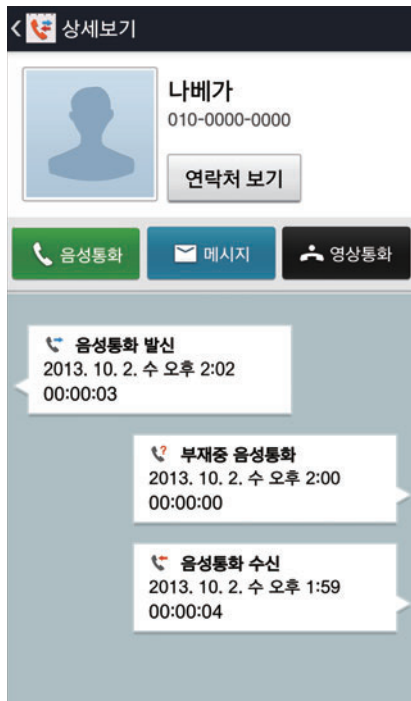 상세보기
나베가
010-0000-0000
연락처 보기
음성통화 메시지 영상통화
음성통화 발신
2013. 10. 2. 수 오후 2:02
00:00:03
부재중 음성통화
2013. 10. 2. 수 오후 2:00
00:00:00
음성통화 수신
2013. 10. 2. 수 오후 1:59
00:00:04